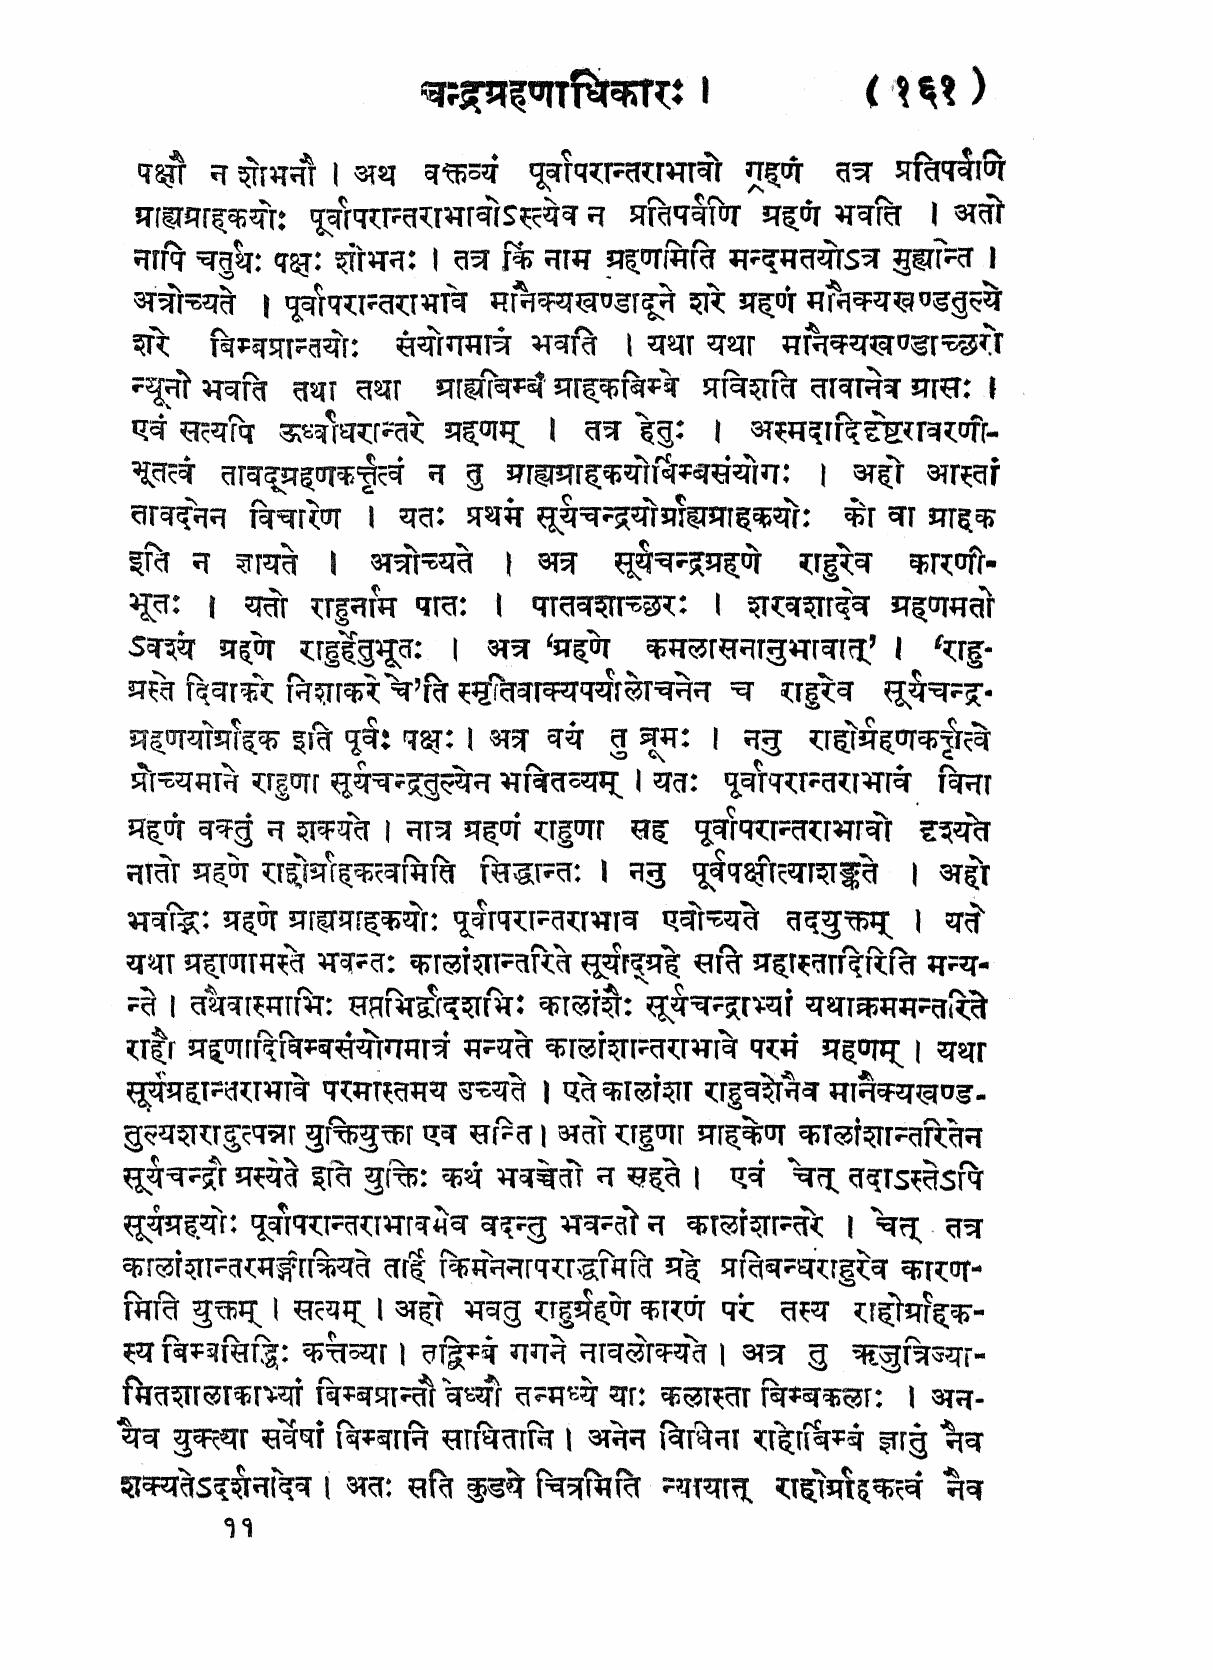 चन्द्रग्रहणाधिकारः । ( १६१ )
पक्षौ न शोभनौ । अथ वक्तव्यं पूर्वापरान्तराभावो ग्रहणं तत्र प्रतिपर्वणि
ग्राह्यग्राहकयोः पूर्वापरान्तराभावोऽस्त्येव न प्रतिपर्वणि ग्रहणं भवति । अतो
नापि चतुर्थः पक्षः शोभनः । तत्र किं नाम ग्रहणमिति मन्दमतयोऽत्र मुह्यन्ति ।
अत्रोच्यते । पूर्वापरान्तराभावे मानैक्यखण्डादूने शरे ग्रहणं मानैक्यखण्डतुल्ये
शरे बिम्बप्रान्तयोः संयोगमात्रं भवति । यथा यथा मानैक्यखण्डाच्छरो
न्यूनो भवति तथा तथा ग्राह्यबिम्बं ग्राहकबिम्बे प्रविशति तावानेव ग्रासः ।
एवं सत्यपि ऊर्ध्वाधरान्तरे ग्रहणम् । तत्र हेतुः । अस्मदादिदृष्टेरावरणी-
भूतत्वं तावद्ग्रहणकर्त्तृत्वं न तु ग्राह्यग्राहकयोर्बिम्बसंयोगः । अहो आस्तां
तावदनेन विचारेण । यतः प्रथमं सूर्यचन्द्रयोर्ग्राह्यग्राहकयोः को वा ग्राहक
इति न ज्ञायते । अत्रोच्यते । अत्र सूर्यचन्द्रग्रहणे राहुरेव कारणी-
भूतः । यतो राहुर्नाम पातः । पातवशाच्छरः । शरवशादेव ग्रहणमतो
ऽवश्यं ग्रहणे राहुर्हेतुभूतः । अत्र ‘ग्रहणे कमलासनानुभावात्’ । ‘राहु-
ग्रस्ते दिवाकरे निशाकरे चे’ति स्मृतिवाक्यपर्यालोचनेन च राहुरेव सूर्यचन्द्र-
ग्रहणयोर्ग्राहक इति पूर्वः पक्षः । अत्र वयं तु ब्रूमः । ननु राहोर्ग्रहणकर्त्तृत्वे
प्रोच्यमाने राहुणा सूर्यचन्द्रतुल्येन भवितव्यम् । यतः पूर्वापरान्तराभावं विना
ग्रहणं वक्तुं न शक्यते । नात्र ग्रहणं राहुणा सह पूर्वापरान्तराभावो दृश्यते
नातो ग्रहणे राहोर्ग्राहकत्वमिति सिद्धान्तः । ननु पूर्वपक्षीत्याशङ्कते । अहो
भवद्भिः ग्रहणे ग्राह्यग्राहकयोः पूर्वापरान्तराभाव एवोच्यते तदयुक्तम् । यते
यथा ग्रहाणामस्ते भवन्तः कालांशान्तरिते सूर्याद्ग्रहे सति ग्रहास्तादिरिति मन्य-
न्ते । तथैवास्माभिः सप्तभिर्द्वादशभिः कालांशैः सूर्यचन्द्राभ्यां यथाक्रममन्तरिते
राहौ ग्रहणादिबिम्बसंयोगमात्रं मन्यते कालांशान्तराभावे परमं ग्रहणम् । यथा
सूर्यग्रहान्तराभावे परमास्तमय उच्यते । एते कालांशा राहुवशेनैव मानैक्यखण्ड-
तुल्यशरादुत्पन्ना युक्तियुक्ता एव सन्ति । अतो राहुणा ग्राहकेण कालांशान्तरितेन
सूर्यचन्द्रौ ग्रस्येते इति युक्तिः कथं भवच्चेतो न सहते । एवं चेत् तदाऽस्तेऽपि
सूर्यग्रहयोः पूर्वापरान्तराभावमेव वदन्तु भवन्तो न कालांशान्तरे । चेत् तत्र
कालांशान्तरमङ्गीक्रियते तर्हि किमनेनापराद्धमिति ग्रहे प्रतिबन्धराहुरेव कारण-
मिति युक्तम् । सत्यम् । अहो भवतु राहुर्ग्रहणे कारणं परं तस्य राहोर्ग्राहक-
स्य बिम्बसिद्धिः कर्त्तव्या । तद्बिम्बं गगने नावलोक्यते । अत्र तु ऋजुत्रिज्या-
मितशालाकाभ्यां बिम्बप्रान्तौ वेध्यौ तन्मध्ये याः कलास्ता बिम्बकलाः । अन-
यैव युक्त्या सर्वेषां बिम्बानि साधितानि । अनेन विधिना राहोर्बिम्बं ज्ञातुं नैव
शक्यतेऽदर्शनादेव । अतः सति कुडये चित्रमिति न्यायात् राहोर्ग्राहकत्वं नैव
११